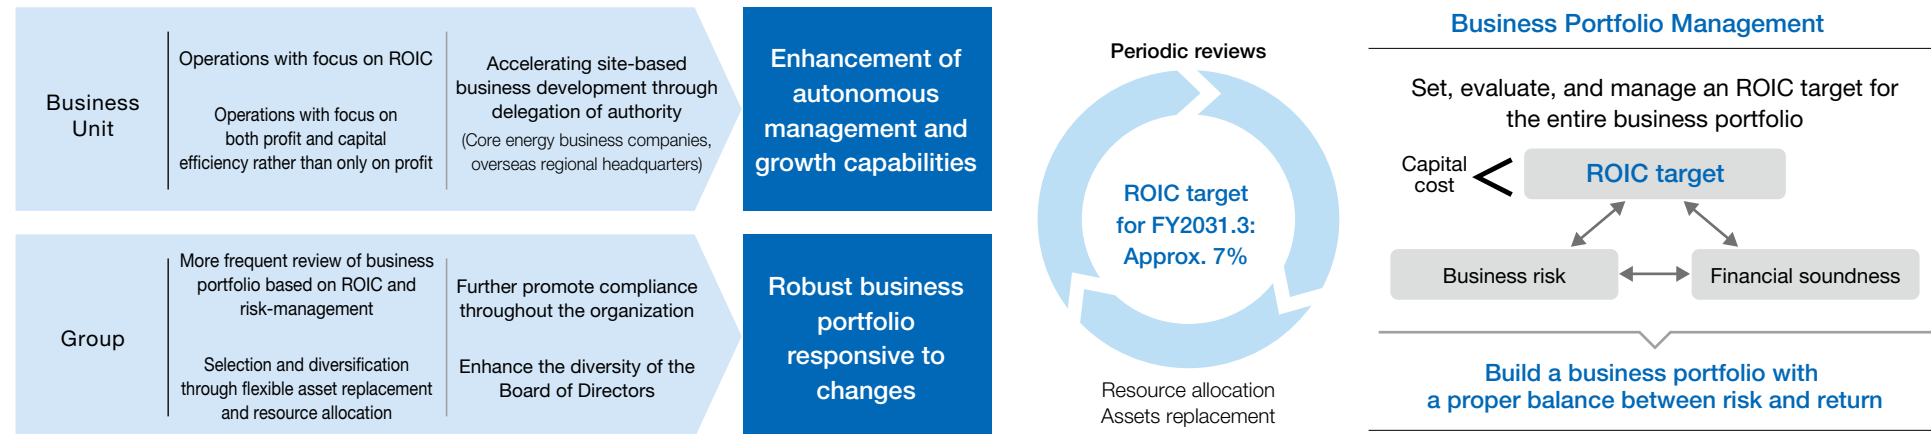 Business
Unit
Operations with focus on ROIC
Operations with focus on
both profit and capital
efficiency rather than only on profit
Accelerating site-based
business development through
delegation of authority
(Core energy business companies,
overseas regional headquarters)
Enhancement of
autonomous
management and
growth capabilities
Group
More frequent review of business
portfolio based on ROIC and
risk-management
Selection and diversification
through flexible asset replacement
and resource allocation
Further promote compliance
throughout the organization
Enhance the diversity of the
Board of Directors
Robust business
portfolio
responsive to
changes
Periodic reviews
ROIC target
for FY2031.3:
Approx. 7%
Resource allocation
Assets replacement
Business Portfolio Management
Set, evaluate, and manage an ROIC target for
the entire business portfolio
Capital
cost
<
ROIC target
Business risk
Financial soundness
Build a business portfolio with
a proper balance between risk and return